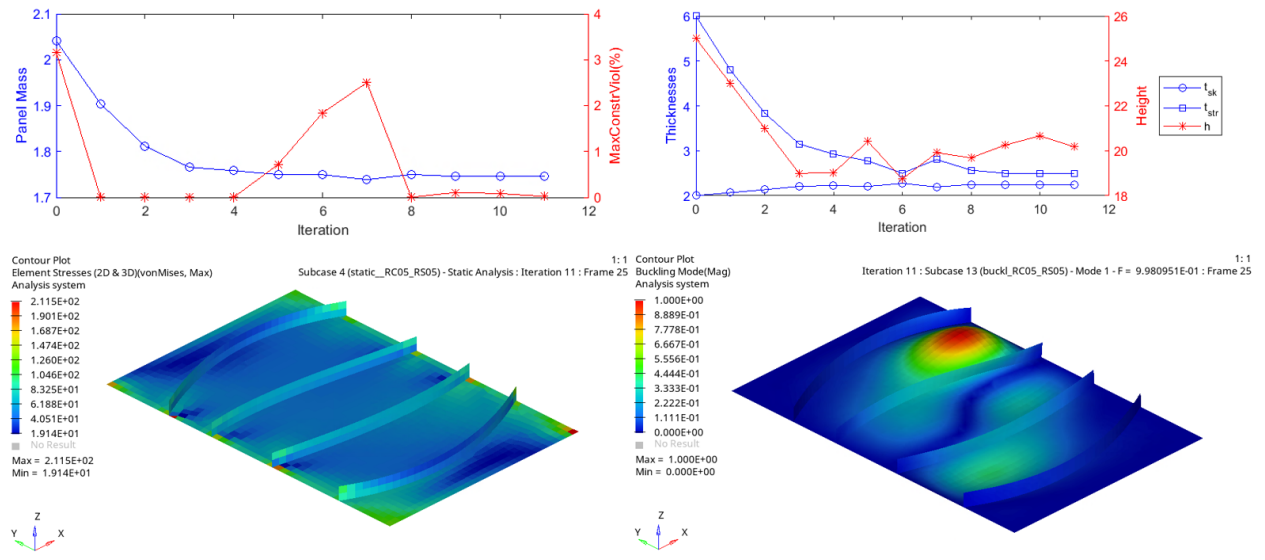 2.1
2
1.9
1.8
1.7
Panel Mass
4
3
2
1
0
MaxConstrViol(%)
0 2 4 6 8 10 12
Iteration
6
5
4
3
2
Thicknesses
26
24
22
20
18
Height
0 2 4 6 8 10 12
Iteration
t_sk
t_str
h
Contour Plot
Element Stresses (2D & 3D)(vonMises, Max)
Analysis system
1: 1
Subcase 4 (static__RC05_RS05) - Static Analysis : Iteration 11 : Frame 25
2.115E+02
1.901E+02
1.687E+02
1.474E+02
1.260E+02
1.046E+02
8.325E+01
6.188E+01
4.051E+01
1.914E+01
No Result
Max = 2.115E+02
Min = 1.914E+01
Z
Y X
Contour Plot
Buckling Mode(Mag)
Analysis system
1: 1
Iteration 11 : Subcase 13 (buckl_RC05_RS05) - Mode 1 - F = 9.980951E-01 : Frame 25
1.000E+00
8.889E-01
7.778E-01
6.667E-01
5.556E-01
4.444E-01
3.333E-01
2.222E-01
1.111E-01
0.000E+00
No Result
Max = 1.000E+00
Min = 0.000E+00
Z
Y X